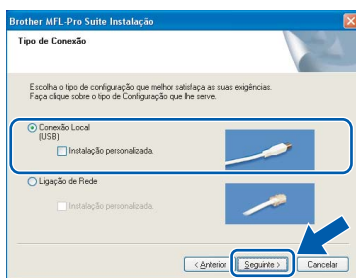 Brother MFL-Pro Suite Instalação
Tipo de Conexão
Escolha o tipo de configuração que melhor satisfaça as suas exigências.
Faça clique sobre o tipo de Configuração que lhe serve.
Conexão Local
(USB)
Instalação personalizada.
Ligação de Rede
Instalação personalizada.
< Anterior
Seguinte >
Cancelar